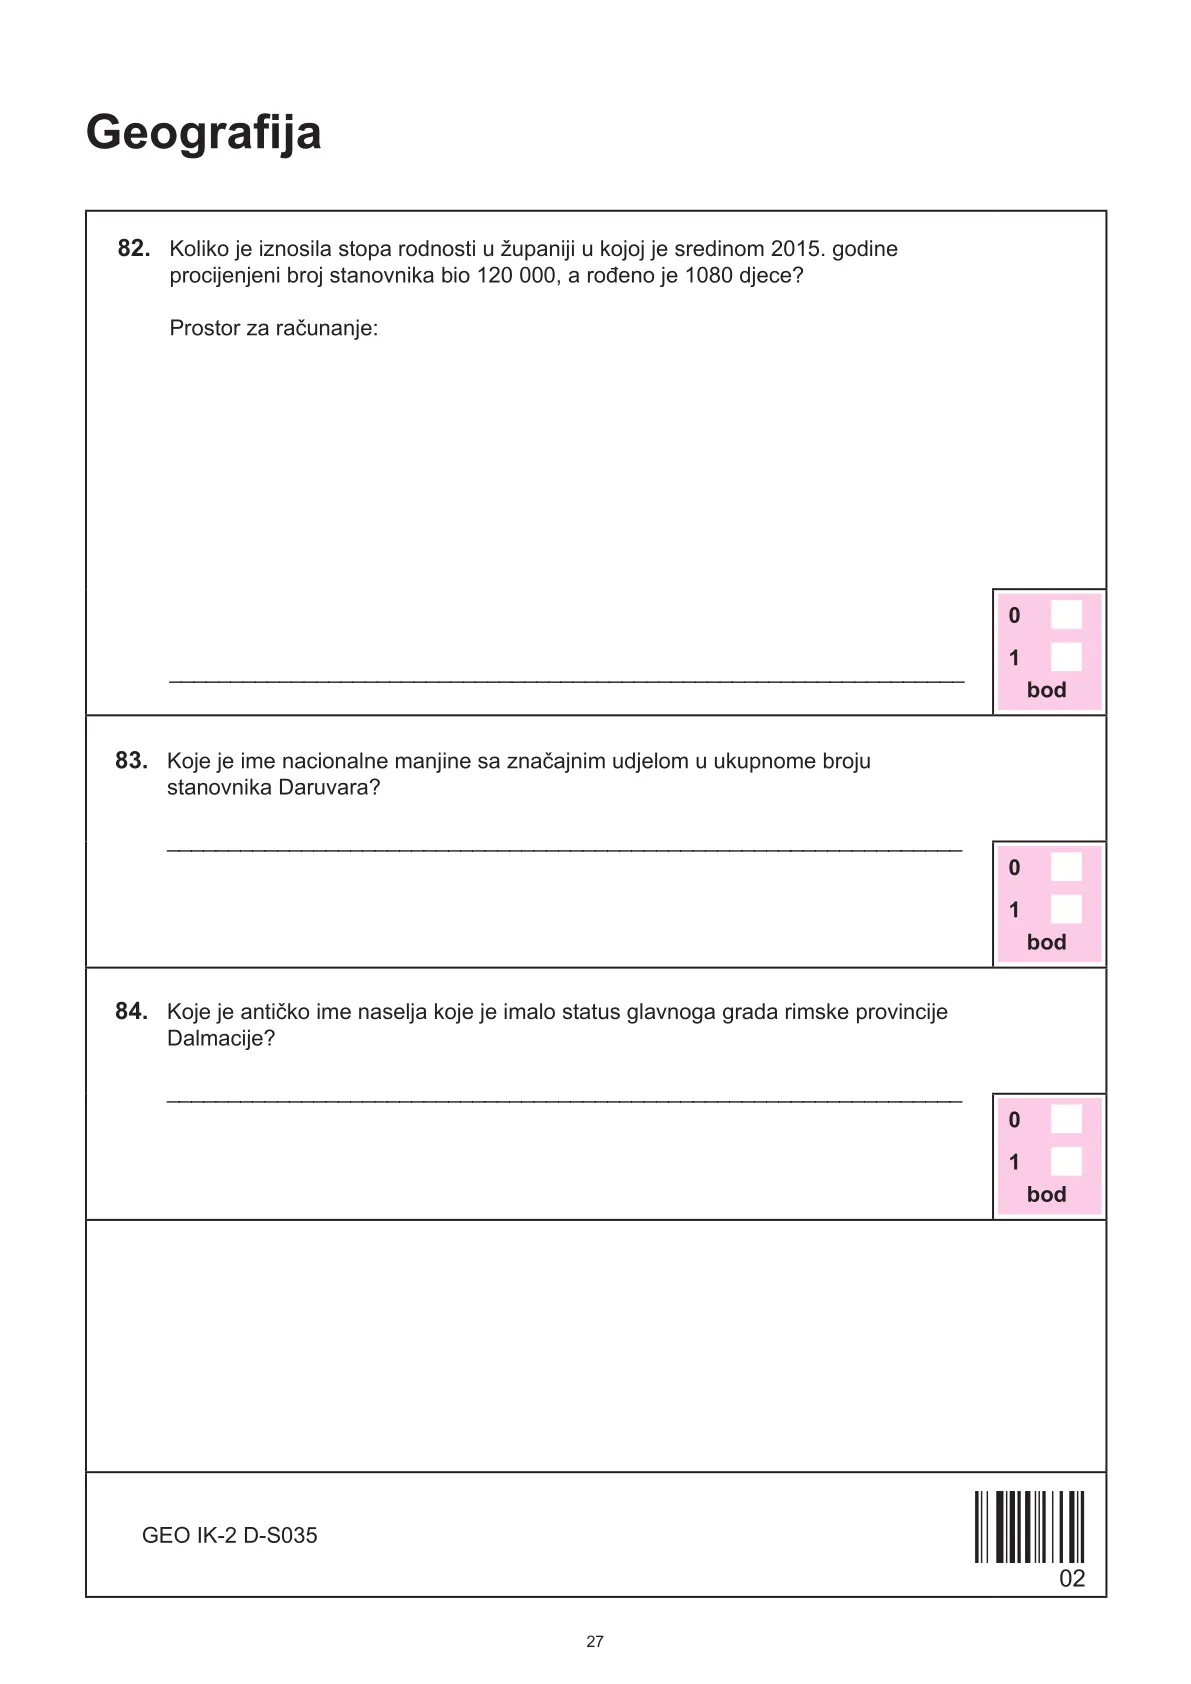 Geografija
82. Koliko je iznosila stopa rodnosti u županiji u kojoj je sredinom 2015. godine
procijenjeni broj stanovnika bio 120 000, a rođeno je 1080 djece?
Prostor za računanje:
0
1
bod
83. Koje je ime nacionalne manjine sa značajnim udjelom u ukupnome broju
stanovnika Daruvara?
0
1
bod
84. Koje je antičko ime naselja koje je imalo status glavnoga grada rimske provincije
Dalmacije?
0
1
bod
GEO IK-2 D-S035
02
27